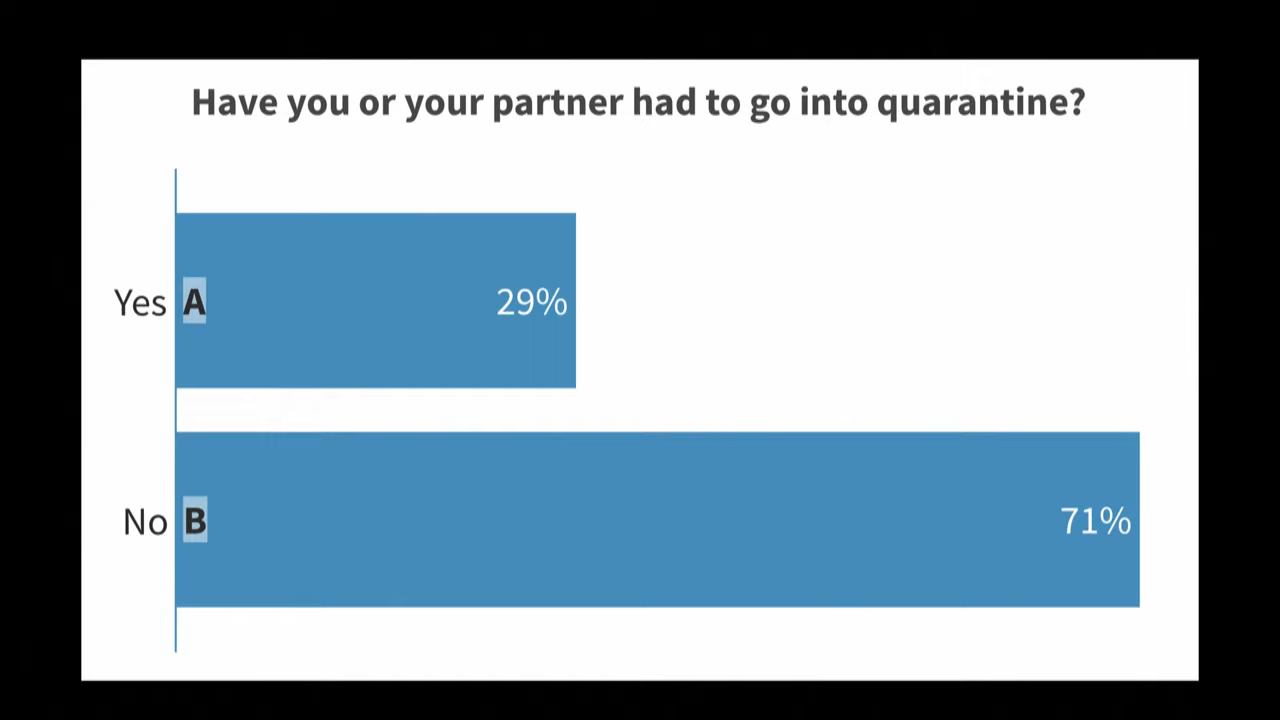 Have you or your partner had to go into quarantine?
Yes A 29%
No B 71%